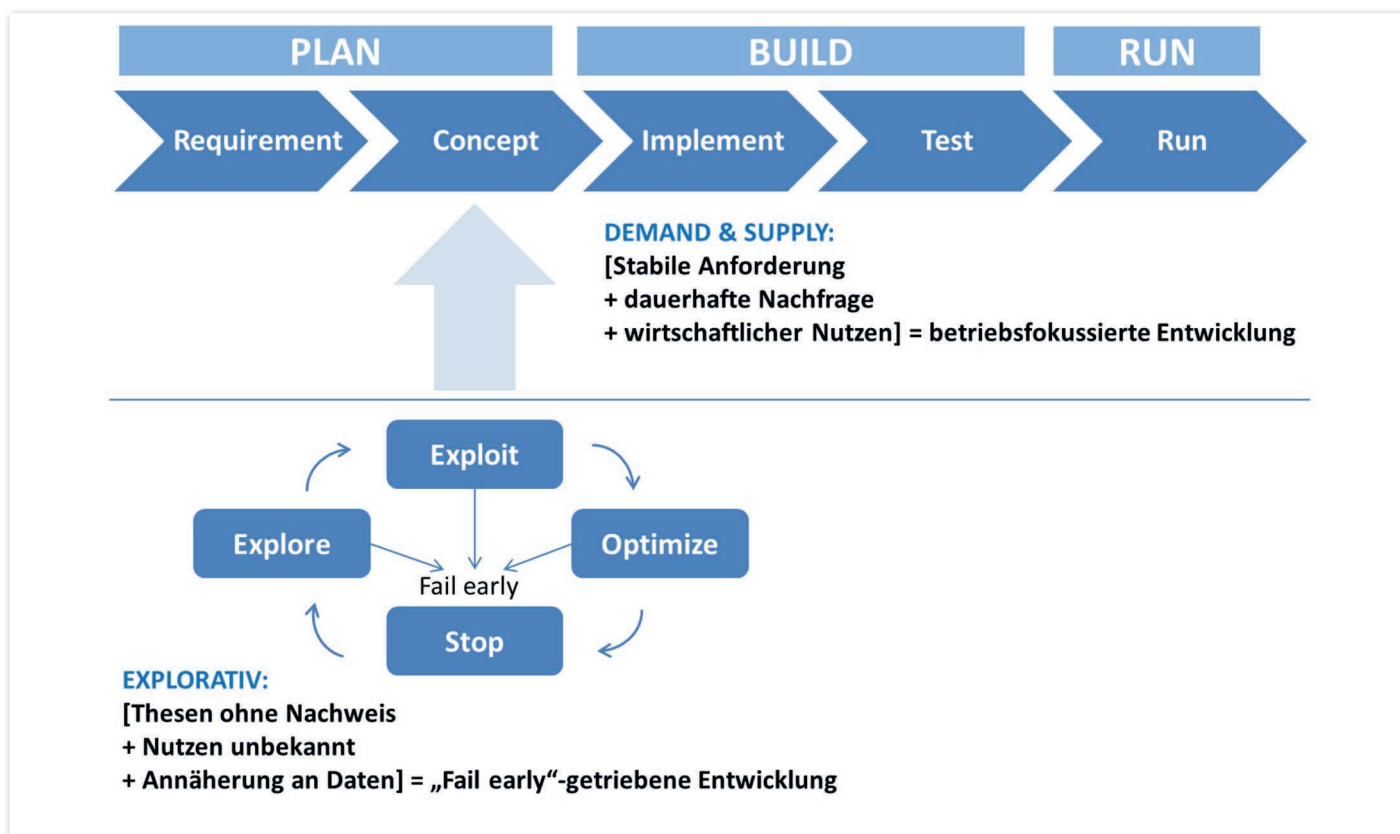 PLAN BUILD RUN
Requirement Concept Implement Test Run
DEMAND & SUPPLY:
[Stabile Anforderung
+ dauerhafte Nachfrage
+ wirtschaftlicher Nutzen] = betriebsfokussierte Entwicklung
Exploit
Explore Optimize
Fail early
Stop
EXPLORATIV:
[Thesen ohne Nachweis
+ Nutzen unbekannt
+ Annäherung an Daten] = „Fail early“-getriebene Entwicklung